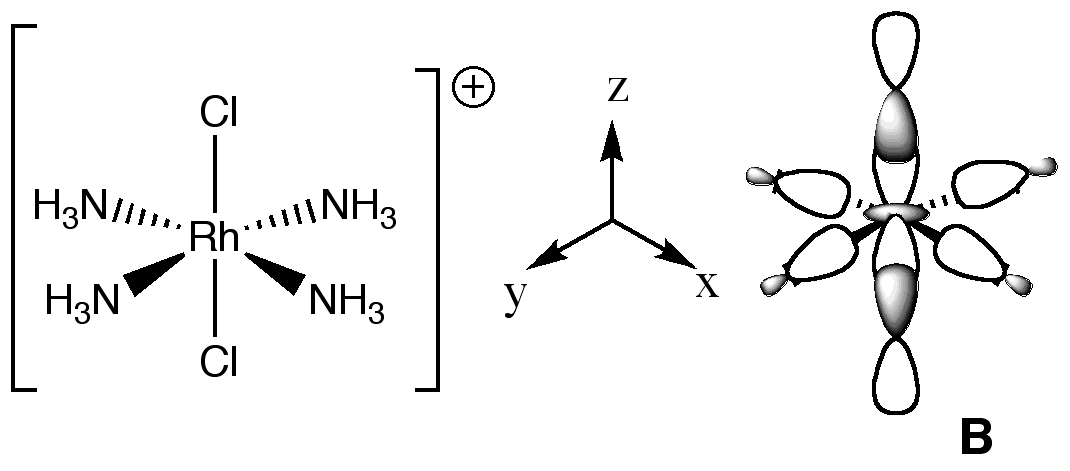 Cl
⊕
z
H3N NH3
Rh
H3N NH3
y x
Cl
B